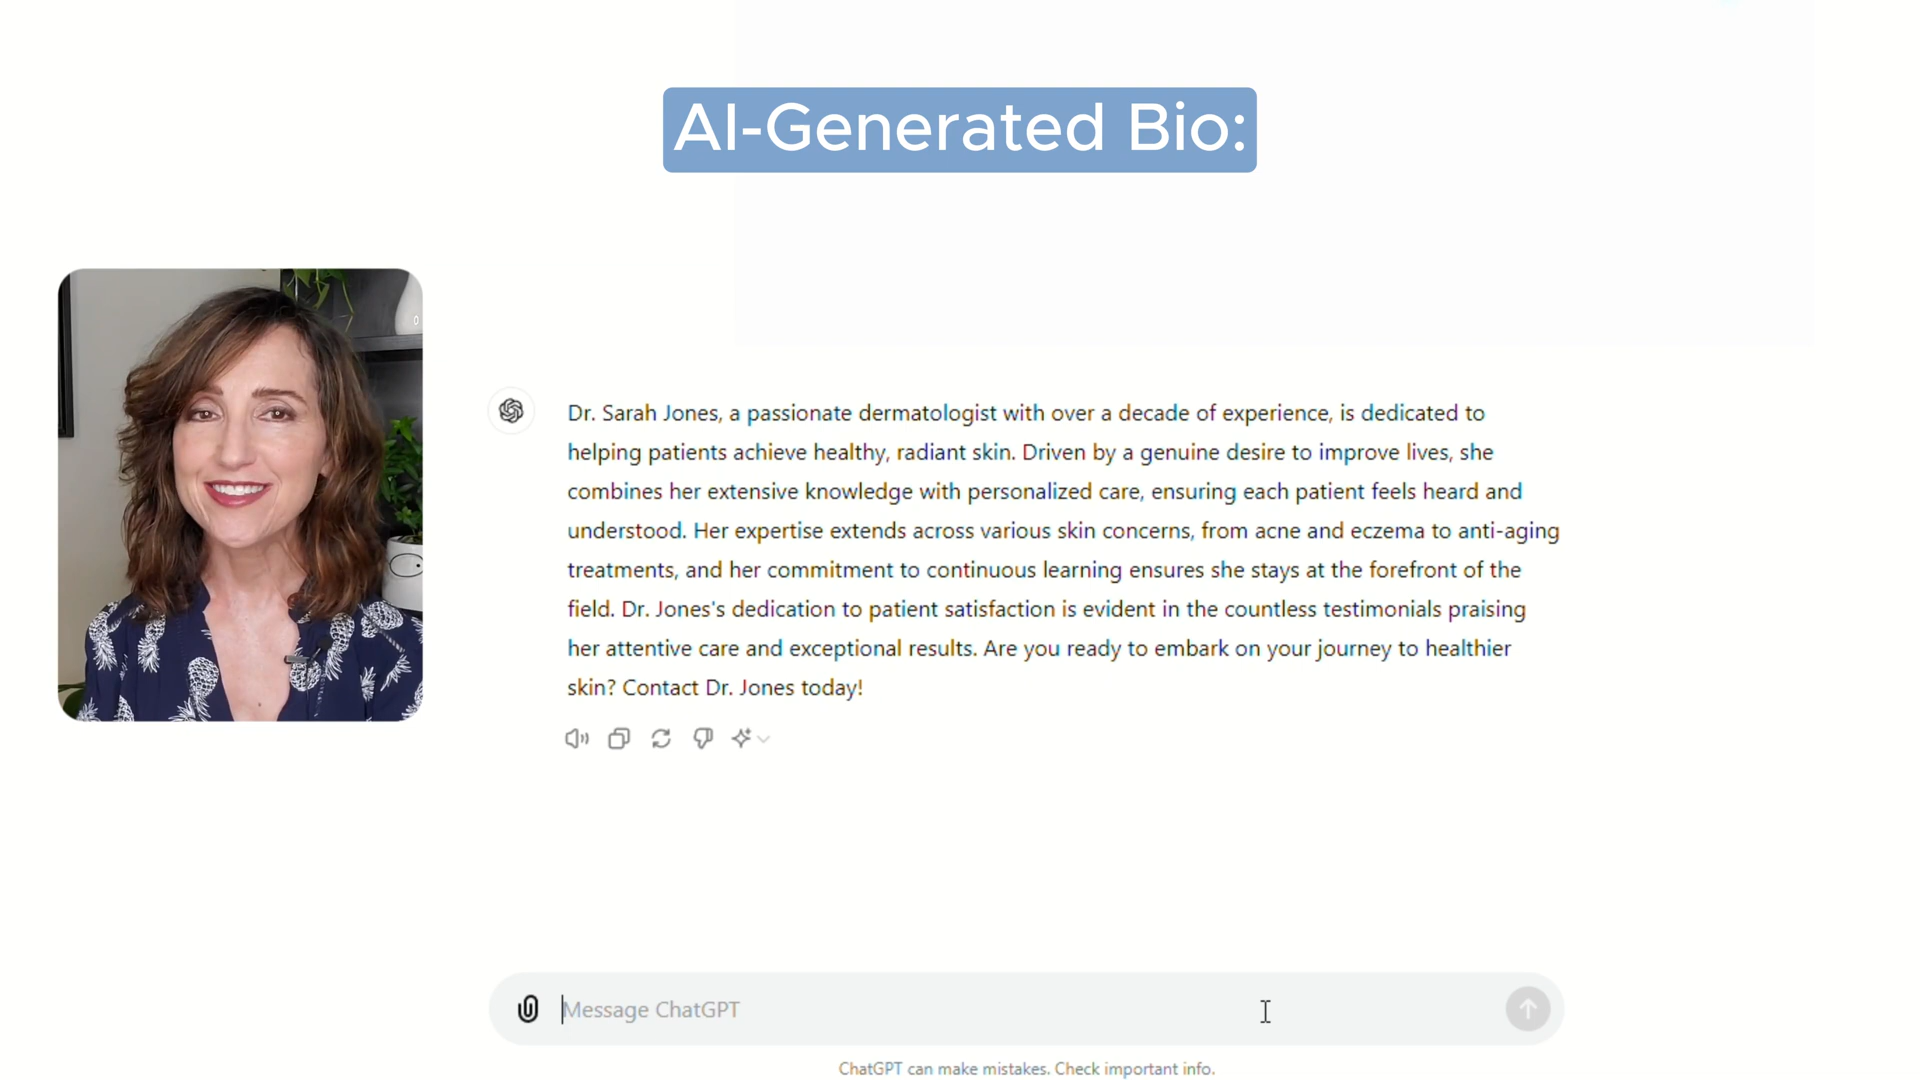 AI-Generated Bio:
Dr. Sarah Jones, a passionate dermatologist with over a decade of experience, is dedicated to
helping patients achieve healthy, radiant skin. Driven by a genuine desire to improve lives, she
combines her extensive knowledge with personalized care, ensuring each patient feels heard and
understood. Her expertise extends across various skin concerns, from acne and eczema to anti-aging
treatments, and her commitment to continuous learning ensures she stays at the forefront of the
field. Dr. Jones's dedication to patient satisfaction is evident in the countless testimonials praising
her attentive care and exceptional results. Are you ready to embark on your journey to healthier
skin? Contact Dr. Jones today!
Message ChatGPT
ChatGPT can make mistakes. Check important info.